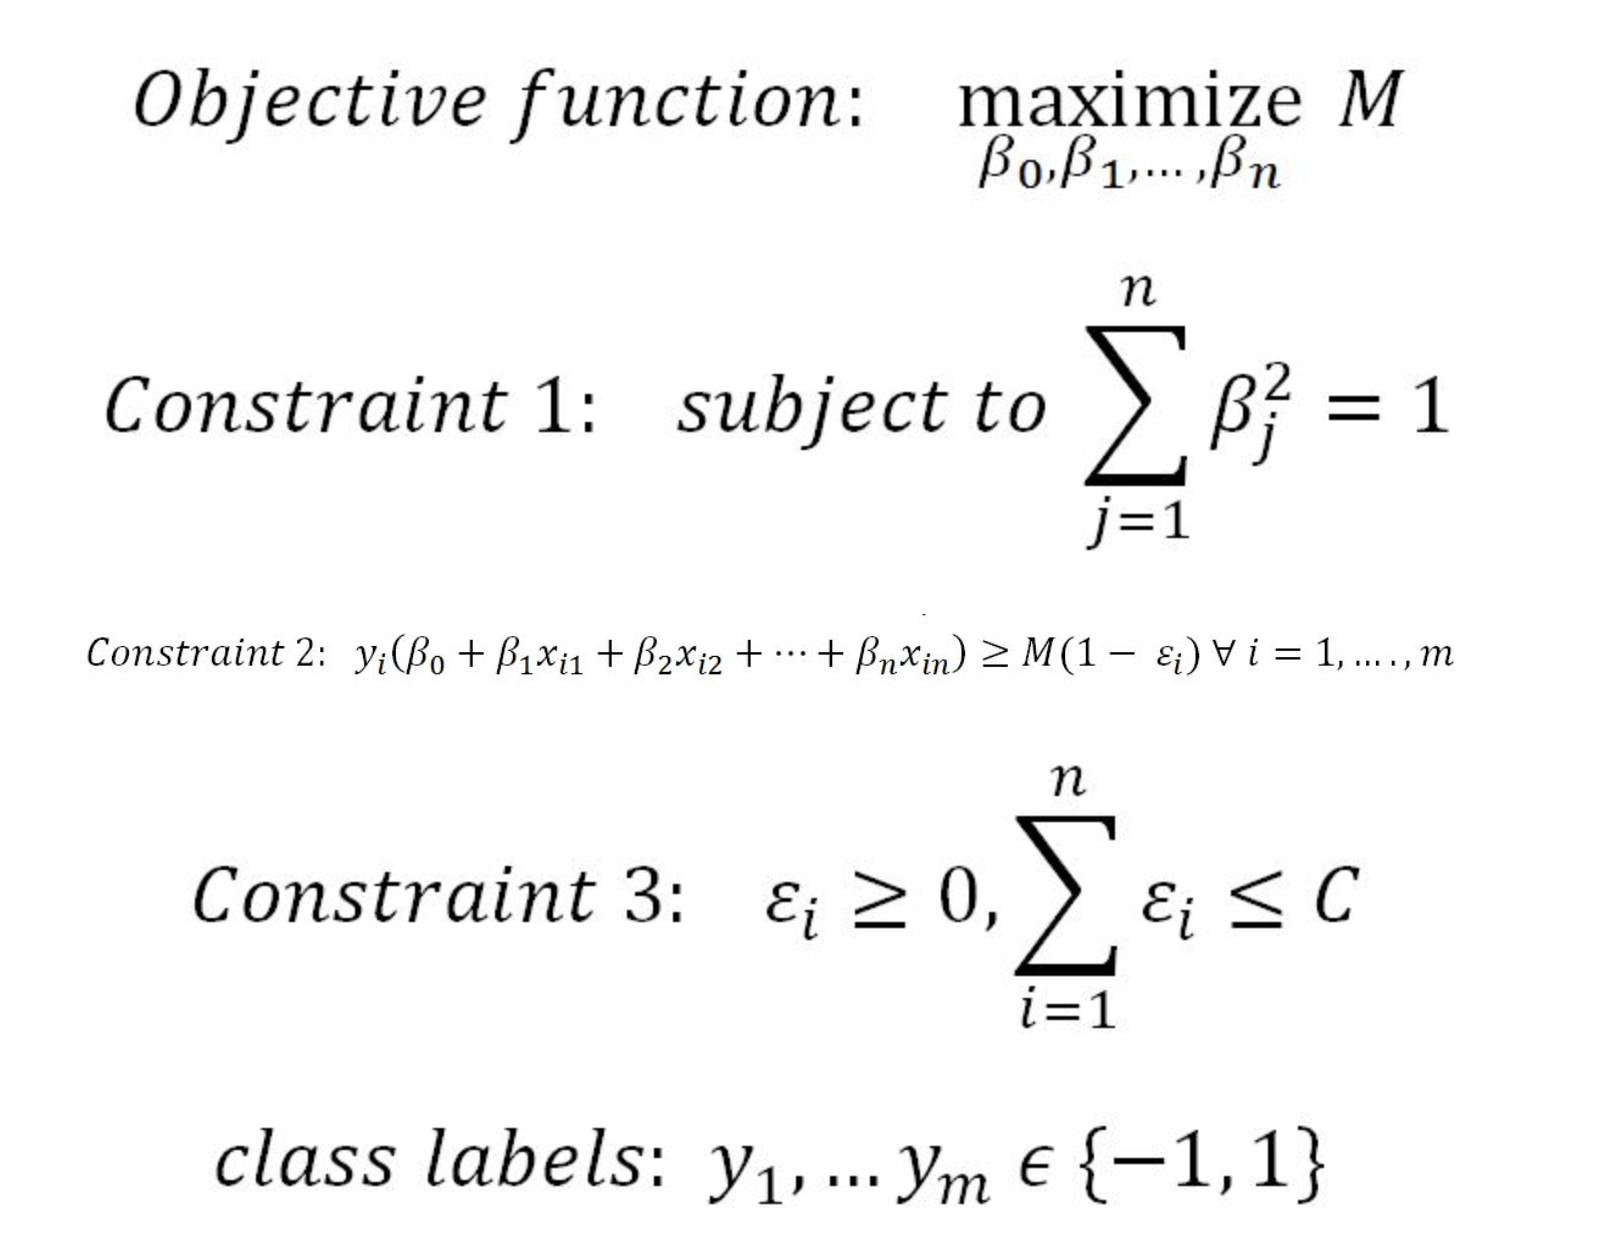 Objective function: maximize M
β₀,β₁,... ,βₙ
n
Constraint 1: subject to ∑ βⱼ² = 1
j=1
Constraint 2: yᵢ(β₀ + β₁xᵢ₁ + β₂xᵢ₂ + ⋯ + βₙxᵢₙ) ≥ M(1 − εᵢ) ∀ i = 1, ... . , m
n
Constraint 3: εᵢ ≥ 0, ∑ εᵢ ≤ C
i=1
class labels: y₁, ... yₘ ϵ {−1, 1}